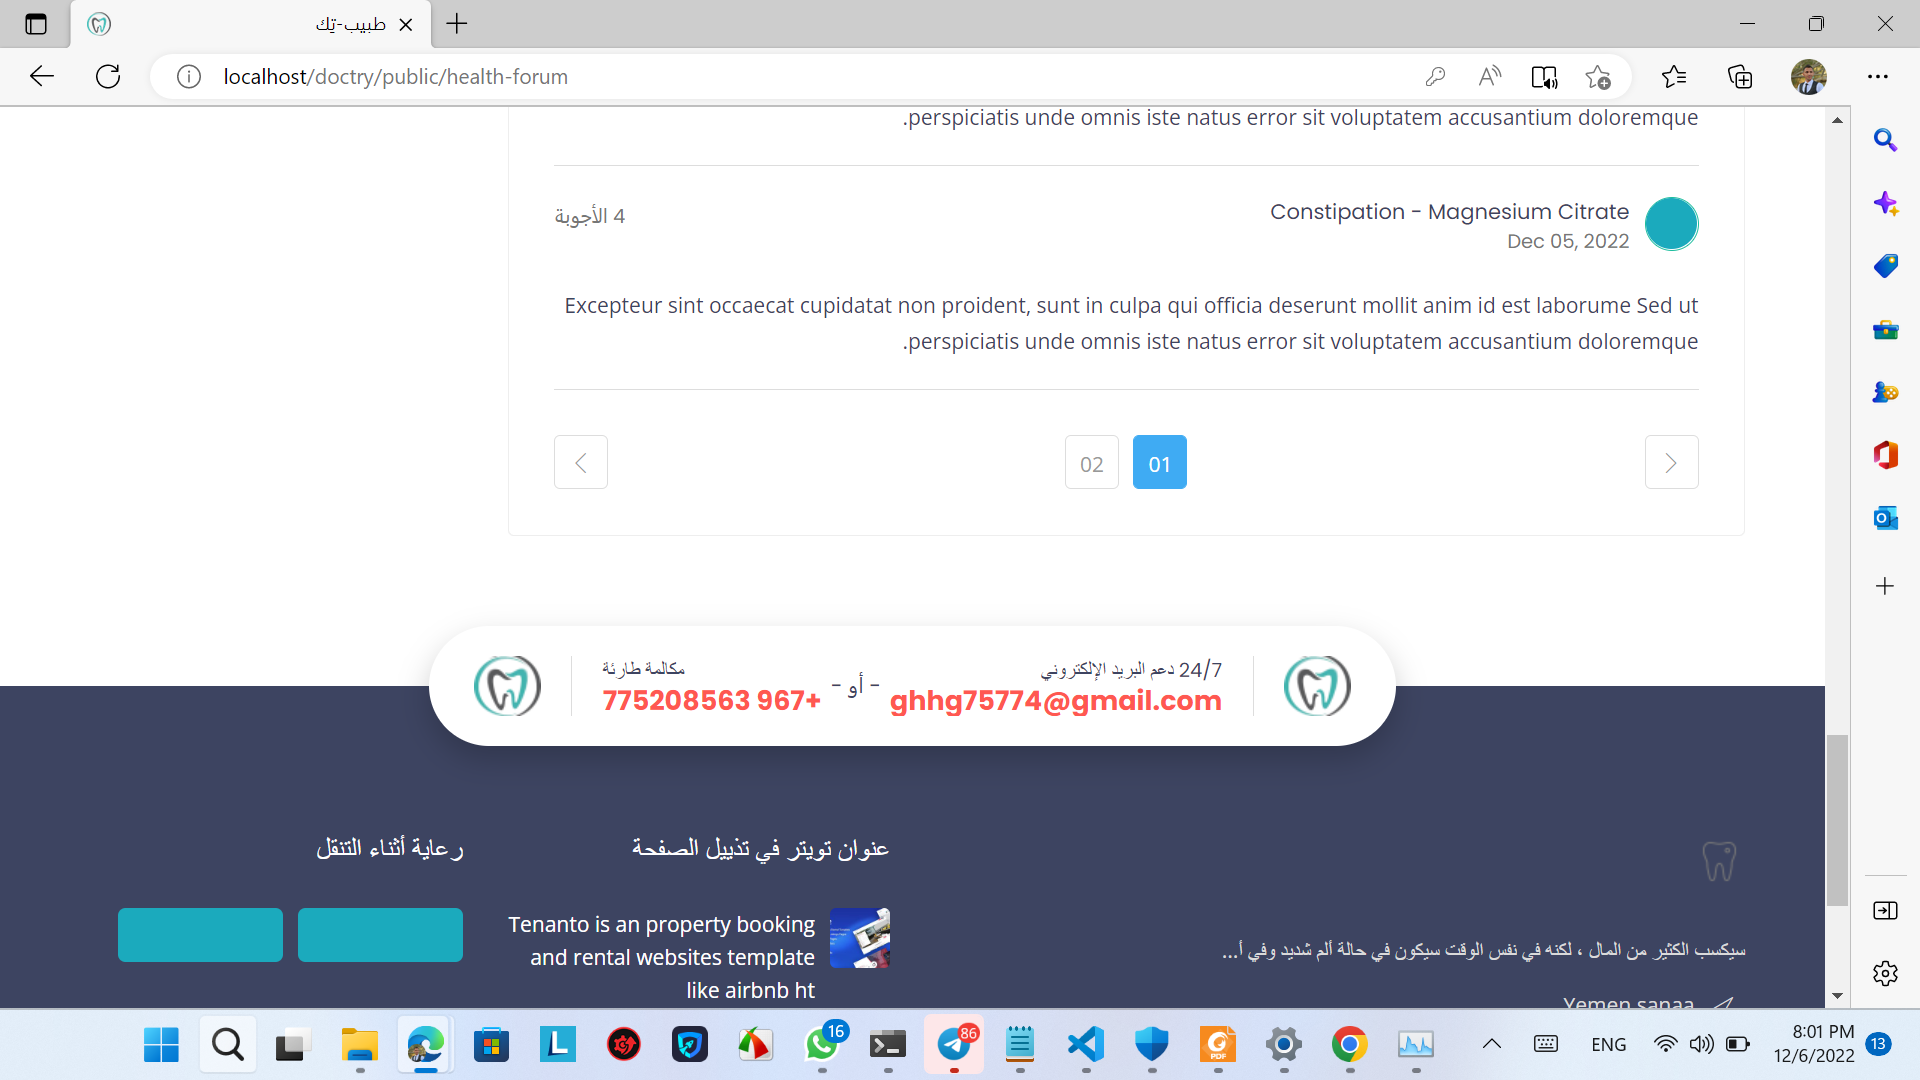 طبيب-تِك
localhost/doctry/public/health-forum
perspiciatis unde omnis iste natus error sit voluptatem accusantium doloremque.
Constipation - Magnesium Citrate
4 الأجوبة
Dec 05, 2022
Excepteur sint occaecat cupidatat non proident, sunt in culpa qui officia deserunt mollit anim id est laborume Sed ut
perspiciatis unde omnis iste natus error sit voluptatem accusantium doloremque.
01
02
24/7 دعم البريد الإلكتروني
ghhg75774@gmail.com
- أو -
مكالمة طارئة
775208563 967+
عنوان تويتر في تذييل الصفحة
رعاية أثناء التنقل
سيكسب الكثير من المال ، لكنه في نفس الوقت سيكون في حالة ألم شديد وفي أ...
Yemen sanaa
Tenanto is an property booking
and rental websites template
like airbnb ht
16
86
PDF
ENG
8:01 PM
12/6/2022
13